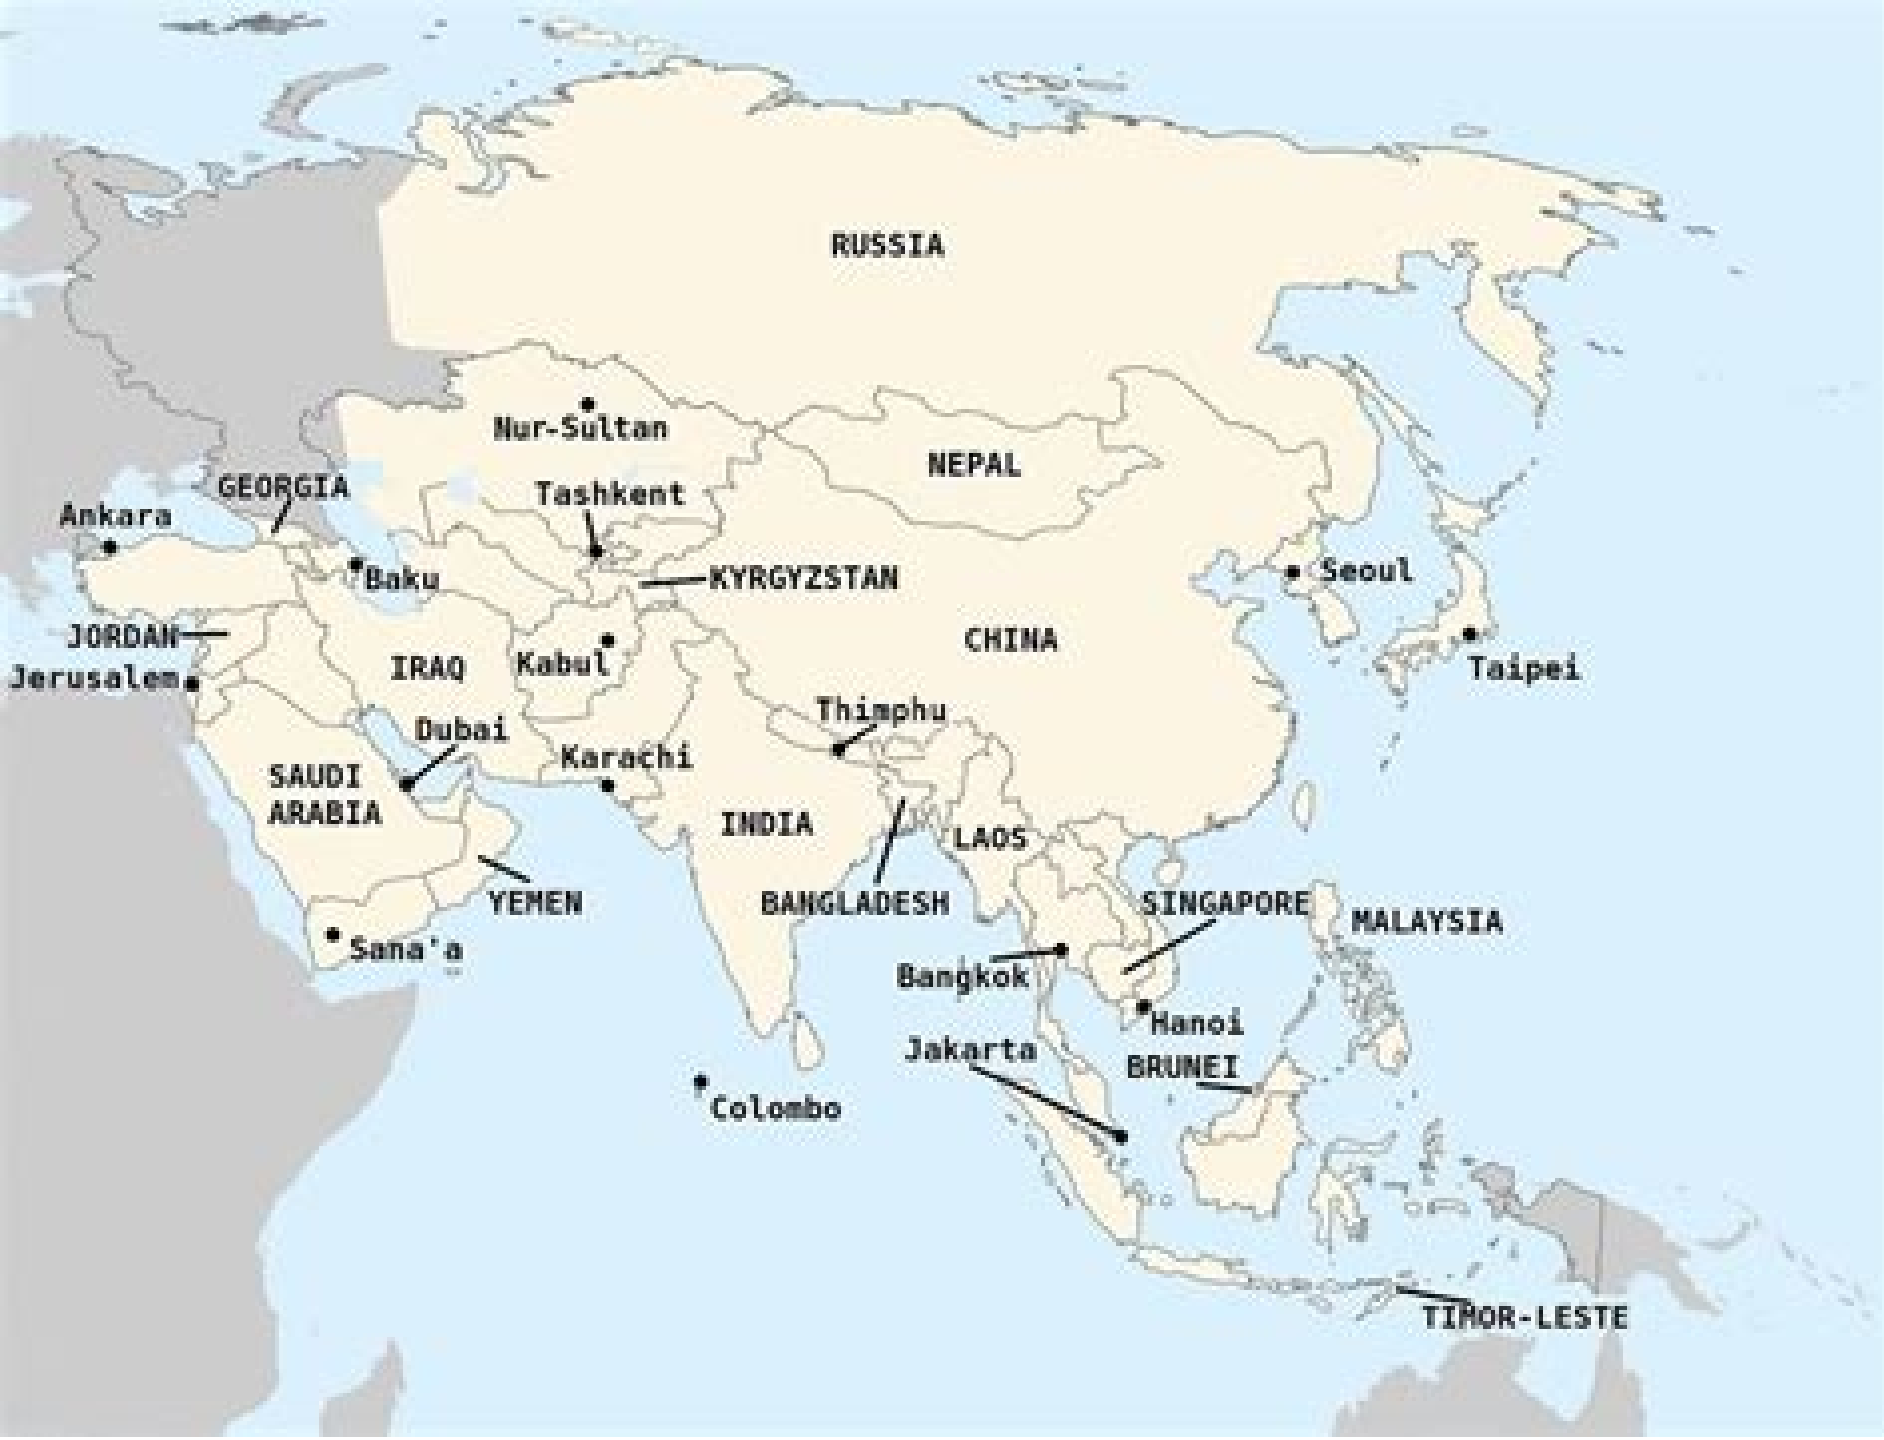 RUSSIA
Nur-Sultan
NEPAL
GEORGIA
Tashkent
Ankara
Baku
KYRGYZSTAN
Seoul
JORDAN
CHINA
IRAQ
Kabul
Taipei
Jerusalem
Thimphu
Dubai
Karachi
SAUDI
ARABIA
INDIA
LAOS
YEMEN
BANGLADESH
SINGAPORE
MALAYSIA
Sana'a
Bangkok
Hanoi
Jakarta
BRUNEI
Colombo
TIMOR-LESTE